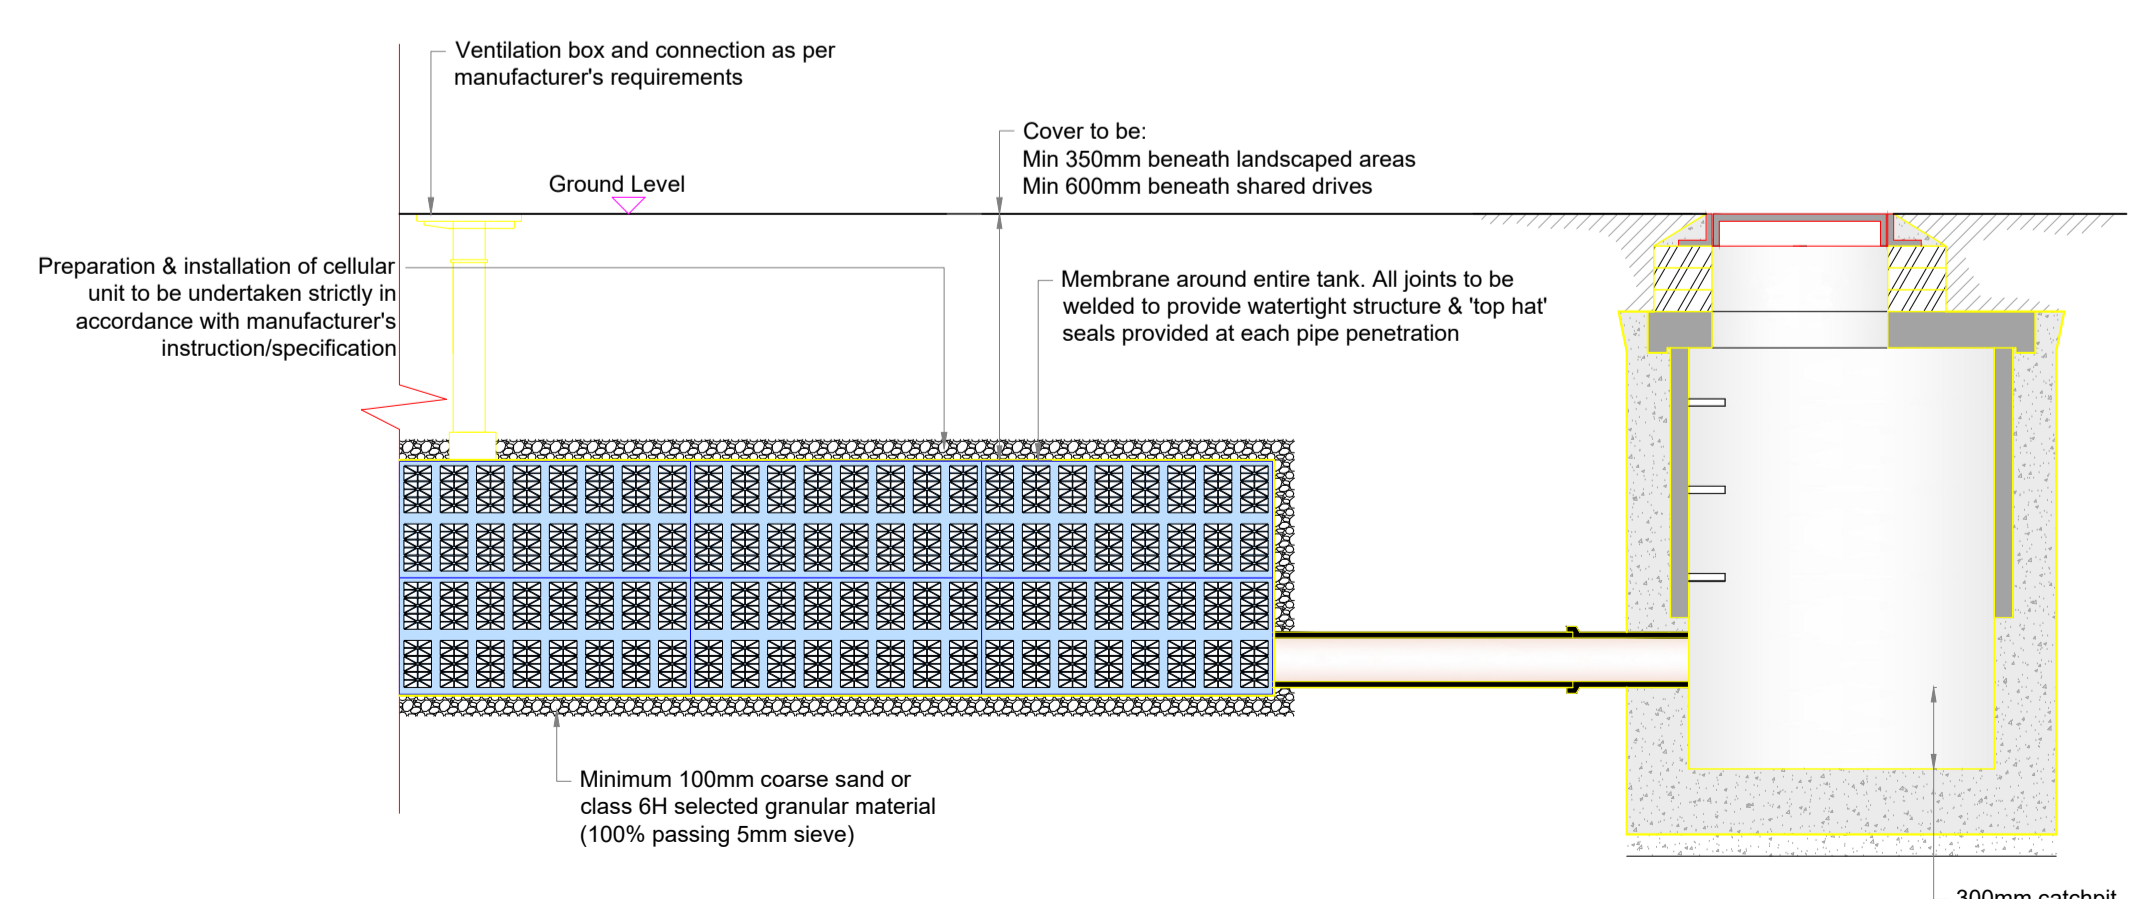 Ventilation box and connection as per
manufacturer's requirements
Cover to be:
Min 350mm beneath landscaped areas
Min 600mm beneath shared drives
Ground Level
Preparation & installation of cellular
unit to be undertaken strictly in
accordance with manufacturer's
instruction/specification
Membrane around entire tank. All joints to be
welded to provide watertight structure & 'top hat'
seals provided at each pipe penetration
Minimum 100mm coarse sand or
class 6H selected granular material
(100% passing 5mm sieve)
300mm catchpit